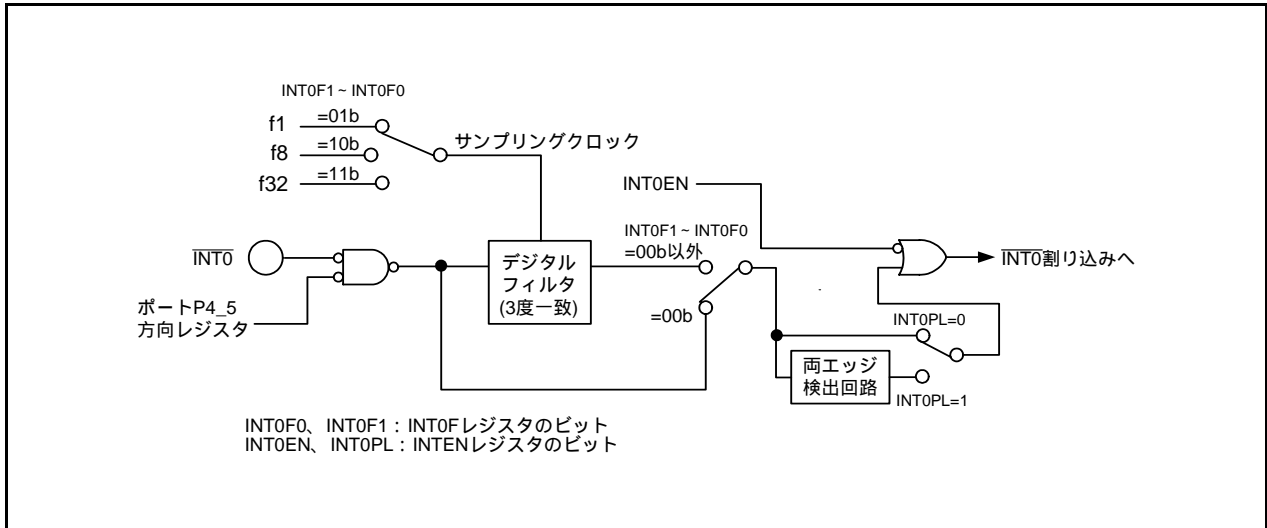 INT0F1 ~ INT0F0
f1
=01b
f8
=10b
f32
=11b
サンプリングクロック
INT0EN
INT0F1 ~ INT0F0
=00b以外
INT0
デジタル
フィルタ
(3度一致)
INT0割り込みへ
ポートP4_5
方向レジスタ
=00b
INT0PL=0
両エッジ
検出回路
INT0PL=1
INT0F0、INT0F1：INT0Fレジスタのビット
INT0EN、INT0PL：INTENレジスタのビット